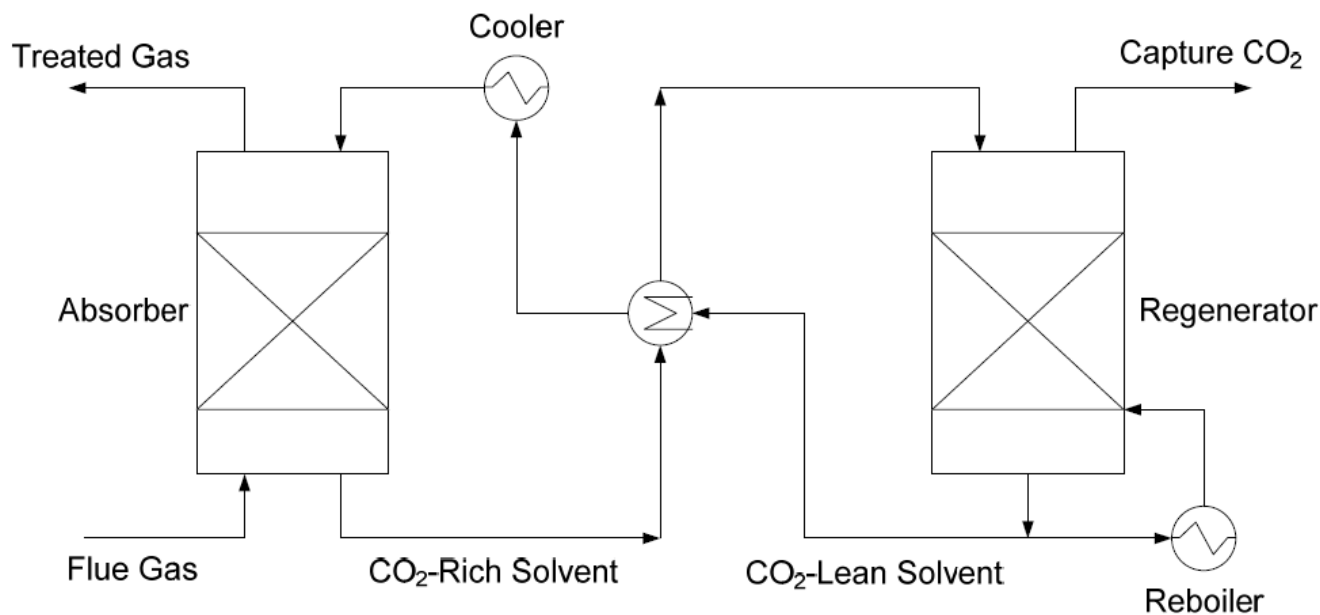 Cooler
Treated Gas
Capture CO₂
Absorber
Regenerator
Flue Gas
CO₂-Rich Solvent
CO₂-Lean Solvent
Reboiler